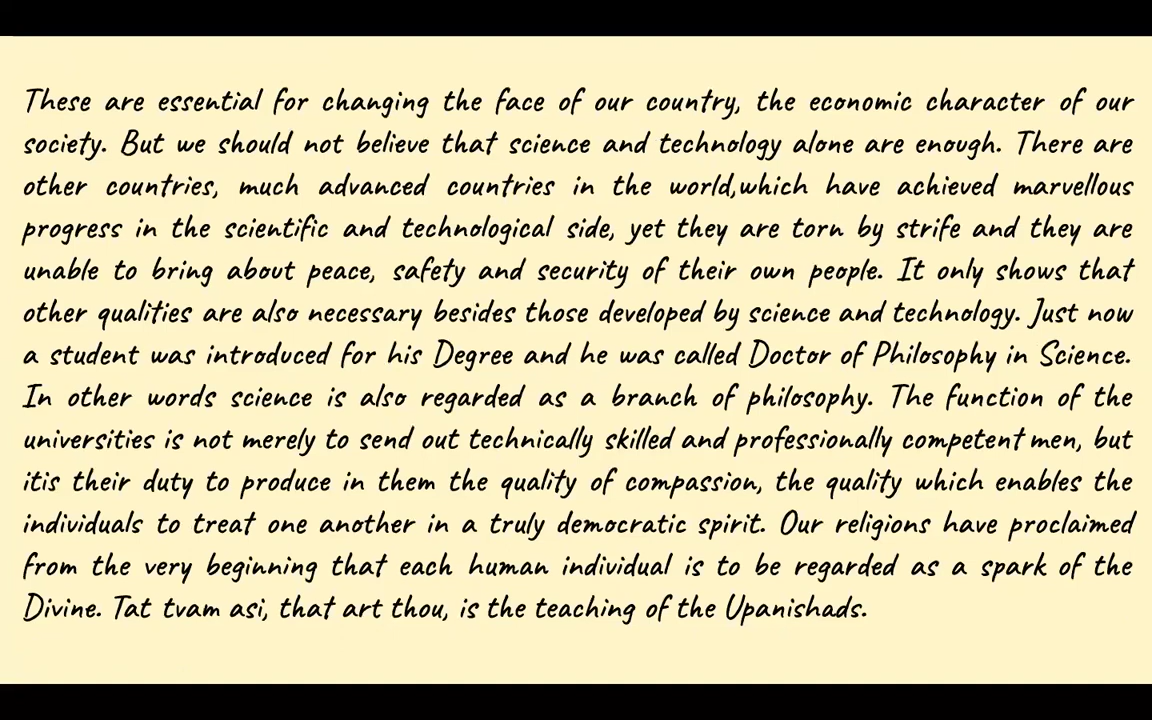 These are essential for changing the face of our country, the economic character of our
society. But we should not believe that science and technology alone are enough. There are
other countries, much advanced countries in the world,which have achieved marvellous
progress in the scientific and technological side, yet they are torn by strife and they are
unable to bring about peace, safety and security of their own people. It only shows that
other qualities are also necessary besides those developed by science and technology. Just now
a student was introduced for his Degree and he was called Doctor of Philosophy in Science.
In other words science is also regarded as a branch of philosophy. The function of the
universities is not merely to send out technically skilled and professionally competent men, but
itis their duty to produce in them the quality of compassion, the quality which enables the
individuals to treat one another in a truly democratic spirit. Our religions have proclaimed
from the very beginning that each human individual is to be regarded as a spark of the
Divine. Tat tvam asi, that art thou, is the teaching of the Upanishads.